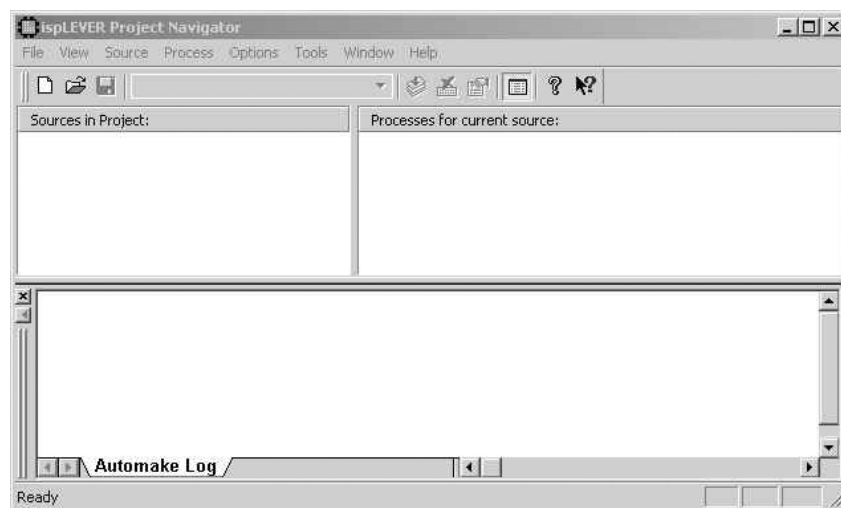 ispLEVER Project Navigator
File View Source Process Options Tools Window Help
Sources in Project:
Processes for current source:
Automake Log
Ready